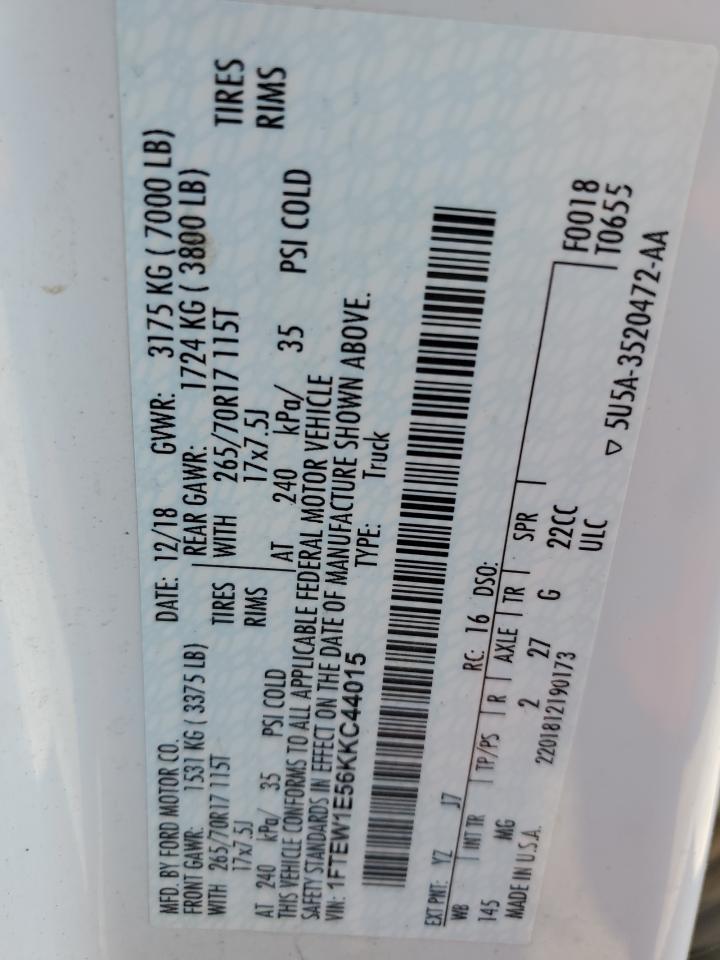 MFD. BY FORD MOTOR CO.
DATE: 12/18 GVWR: 3175 KG ( 7000 LB)
FRONT GAWR: 1531 KG ( 3375 LB) REAR GAWR: 1724 KG ( 3800 LB)
WITH 265/70R17 115T TIRES WITH 265/70R17 115T TIRES
17x7.5J RIMS 17x7.5J RIMS
AT 240 kPa/ 35 PSI COLD AT 240 kPa/ 35 PSI COLD
THIS VEHICLE CONFORMS TO ALL APPLICABLE FEDERAL MOTOR VEHICLE
SAFETY STANDARDS IN EFFECT ON THE DATE OF MANUFACTURE SHOWN ABOVE.
VIN: 1FTEW1E56KKC44015 TYPE: Truck
EXT PNT: YZ J7 RC: 16 DSO: F0018
WB INT TR TP/PS R AXLE TR SPR T0655
145 MG 2 27 G 22CC
MADE IN U.S.A. 2201812190173 ULC
▽ 5U5A-3520472-AA